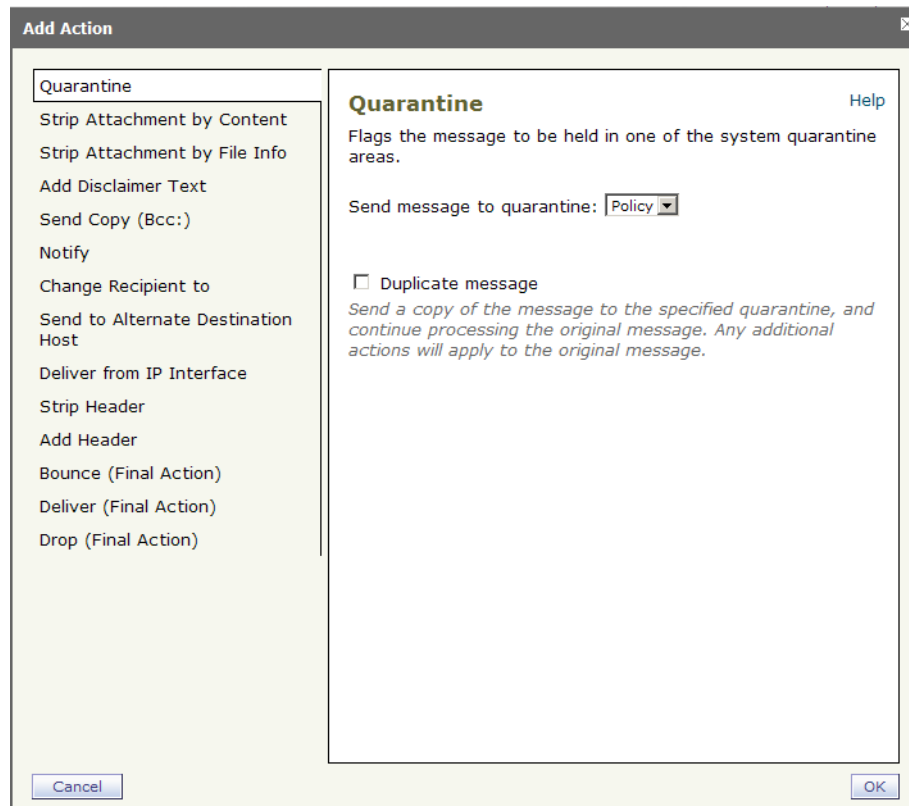 Add Action
Quarantine
Strip Attachment by Content
Strip Attachment by File Info
Add Disclaimer Text
Send Copy (Bcc:)
Notify
Change Recipient to
Send to Alternate Destination
Host
Deliver from IP Interface
Strip Header
Add Header
Bounce (Final Action)
Deliver (Final Action)
Drop (Final Action)
Quarantine
Help
Flags the message to be held in one of the system quarantine
areas.
Send message to quarantine: Policy
Duplicate message
Send a copy of the message to the specified quarantine, and
continue processing the original message. Any additional
actions will apply to the original message.
Cancel
OK